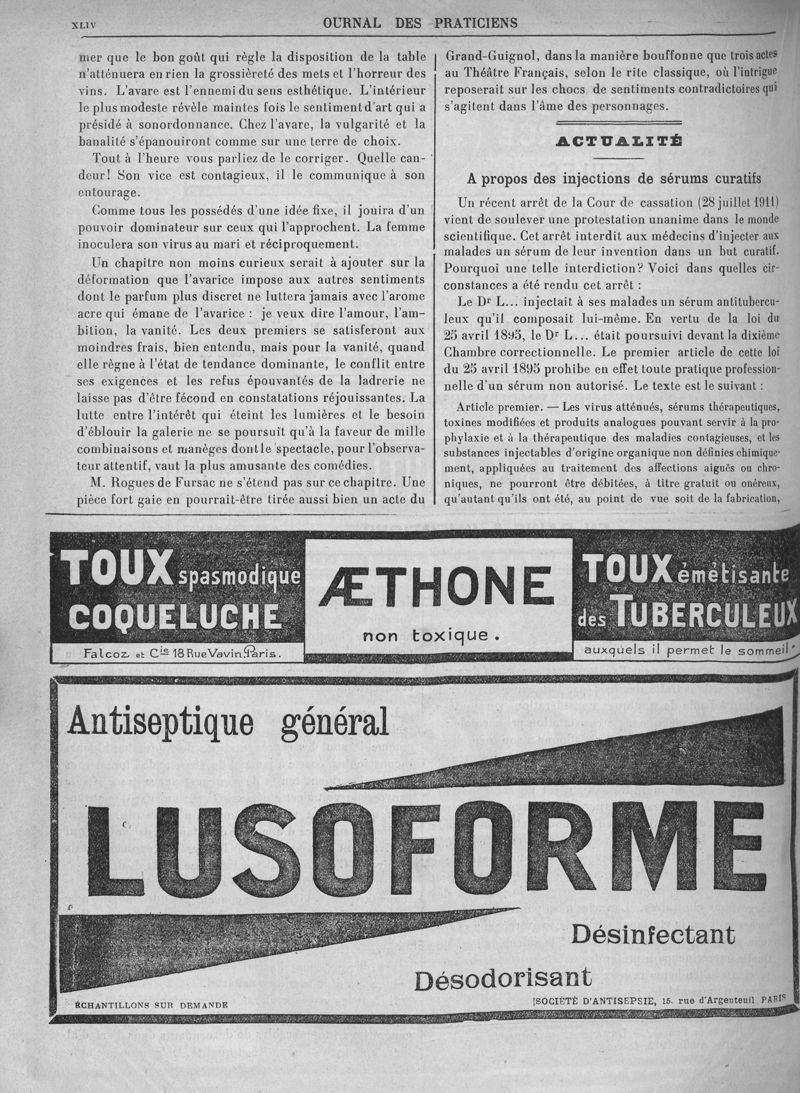 XLIV
OURNAL DES PRATICIENS
mer que le bon goût qui règle la disposition de la table
n'atténuera en rien la grossièreté des mets et l'horreur des
vins. L'avare est l'ennemi du sens esthétique. L'intérieur
le plus modeste révèle maintes fois le sentiment d'art qui a
présidé à sonordonnance. Chez l'avare, la vulgarité et la
banalité s'épanouiront comme sur une terre de choix.
Tout à l'heure vous parliez de le corriger. Quelle can-
deur! Son vice est contagieux, il le communique à son
entourage.
Comme tous les possédés d'une idée fixe, il jouira d'un
pouvoir dominateur sur ceux qui l'approchent. La femme
inoculera son virus au mari et réciproquement.
Un chapitre non moins curieux serait à ajouter sur la
déformation que l'avarice impose aux autres sentiments
dont le parfum plus discret ne luttera jamais avec l'arome
acre qui émane de l'avarice : je veux dire l'amour, l'am-
bition, la vanité. Les deux premiers se satisferont aux
moindres frais, bien entendu, mais pour la vanité, quand
elle règne à l'état de tendance dominante, le conflit entre
ses exigences et les refus épouvantés de la ladrerie ne
laisse pas d'être fécond en constatations réjouissantes. La
lutte entre l'intérêt qui éteint les lumières et le besoin
d'éblouir la galerie ne se poursuit qu'à la faveur de mille
combinaisons et manèges dont le spectacle, pour l'observa-
teur attentif, vaut la plus amusante des comédies.
M. Rogues de Fursac ne s'étend pas sur ce chapitre. Une
pièce fort gaie en pourrait-être tirée aussi bien un acte du
Grand-Guignol, dans la manière bouffonne que trois actes
au Théâtre Français, selon le rite classique, où l'intrigue
reposerait sur les chocs de sentiments contradictoires qui
s'agitent dans l'âme des personnages.
ACTUALITÉ
A propos des injections de sérums curatifs
Un récent arrêt de la Cour de cassation (28 juillet 1911)
vient de soulever une protestation unanime dans le monde
scientifique. Cet arrêt interdit aux médecins d'injecter aux
malades un sérum de leur invention dans un but curatif.
Pourquoi une telle interdiction? Voici dans quelles cir-
constances a été rendu cet arrêt :
Le Dr L... injectait à ses malades un sérum antitubercu-
leux qu'il composait lui-même. En vertu de la loi du
25 avril 1895, le Dr L... était poursuivi devant la dixième
Chambre correctionnelle. Le premier article de cette loi
du 25 avril 1895 prohibe en effet toute pratique profession-
nelle d'un sérum non autorisé. Le texte est le suivant :
Article premier. — Les virus atténués, sérums thérapeutiques,
toxines modifiées et produits analogues pouvant servir à la pro-
phylaxie et à la thérapeutique des maladies contagieuses, et les
substances injectables d'origine organique non définies chimique-
ment, appliquées au traitement des affections aiguës ou chro-
niques, ne pourront être débitées, à titre gratuit ou onéreux,
qu'autant qu'ils ont été, au point de vue soit de la fabrication,
TOUX spasmodique
COQUELUCHE
Falcoz et Cie 18 Rue Vavin. Paris.
ÆTHONE
non toxique.
TOUX émétisante
des TUBERCULEUX
auxquels il permet le sommeil
Antiseptique général
LUSOFORME
Désinfectant
Désodorisant
ÉCHANTILLONS SUR DEMANDE
SOCIÉTÉ D'ANTISEPSIE, 15, rue d'Argenteuil PARIS